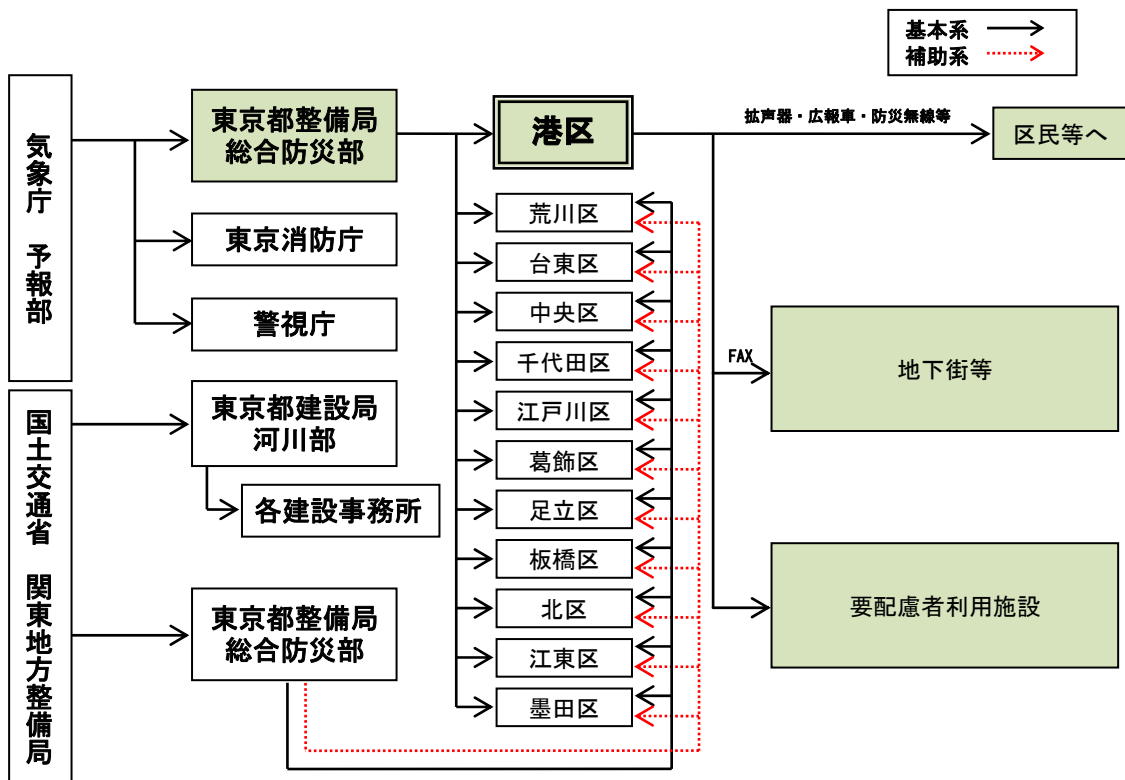 基本系
補助系
気象庁　予報部
国土交通省　関東地方整備局
東京都整備局
総合防災部
東京消防庁
警視庁
東京都建設局
河川部
各建設事務所
東京都整備局
総合防災部
港区
荒川区
台東区
中央区
千代田区
江戸川区
葛飾区
足立区
板橋区
北区
江東区
墨田区
拡声器・広報車・防災無線等
区民等へ
FAX
地下街等
要配慮者利用施設